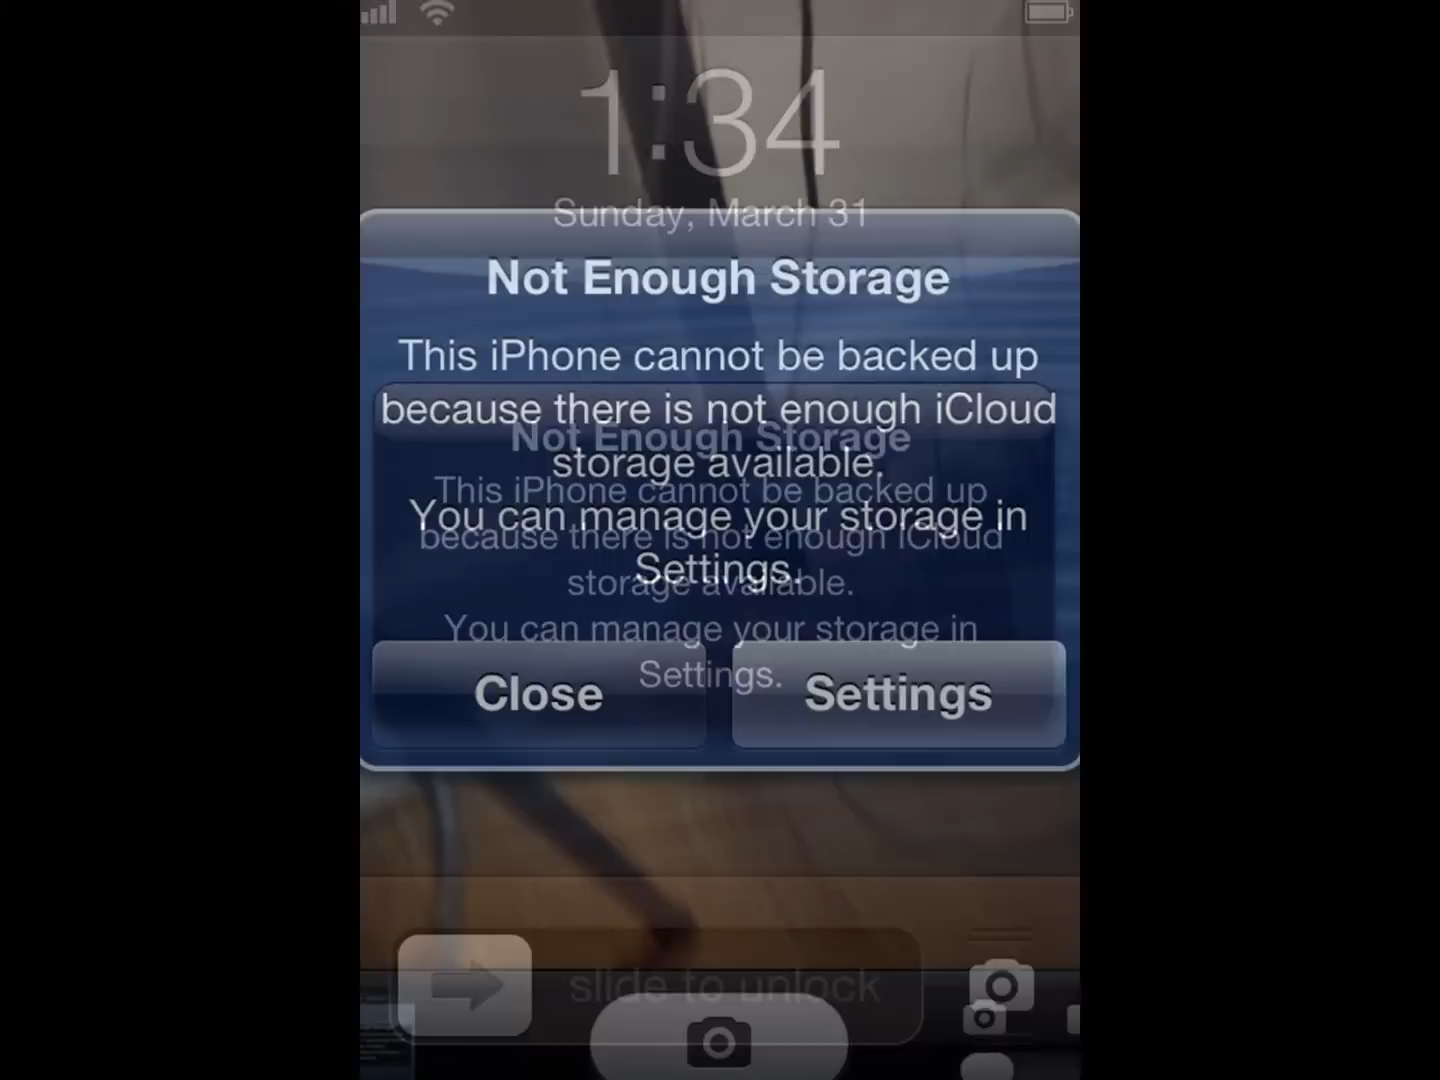 1:34
Sunday, March 31
Not Enough Storage
This iPhone cannot be backed up
because there is not enough iCloud
storage available.
You can manage your storage in
Settings.
Not Enough Storage
This iPhone cannot be backed up
because there is not enough iCloud
storage available.
You can manage your storage in
Settings.
Close
Settings
slide to unlock